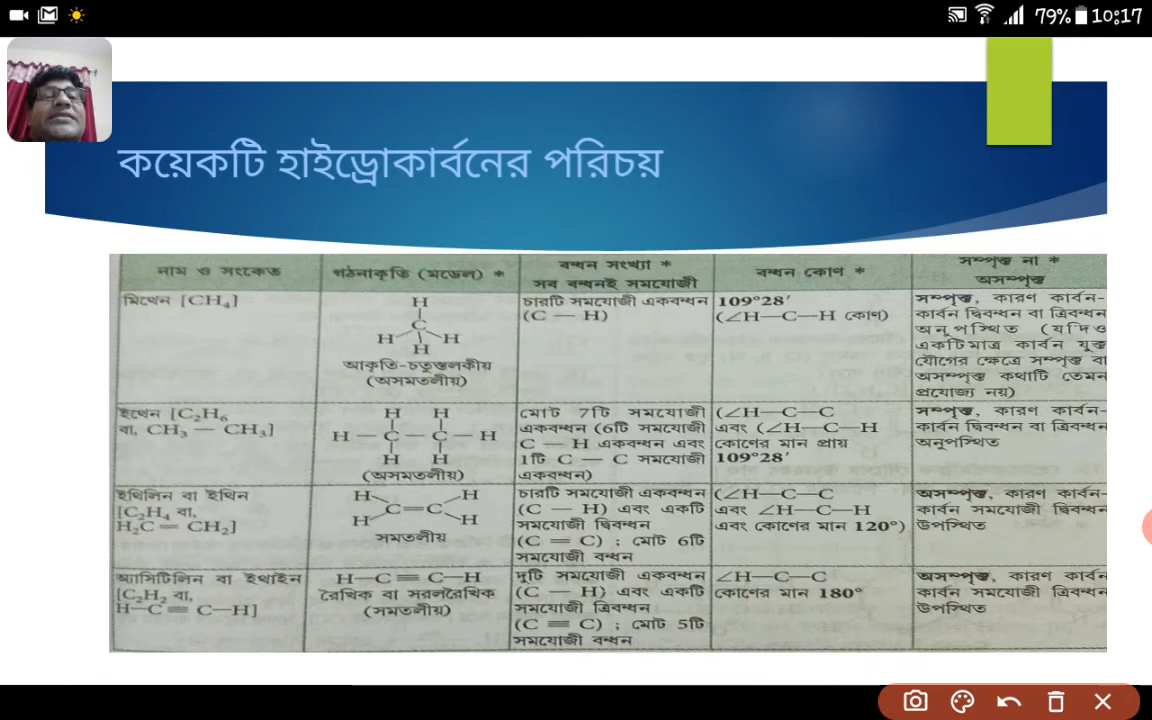 79% 10:17
কয়েকটি হাইড্রোকার্বনের পরিচয়
নাম ও সংকেত
গঠনাকৃতি (মডেল) *
বন্ধন সংখ্যা *
সব বন্ধনই সমযোজী
বন্ধন কোণ *
সম্পৃক্ত না *
অসম্পৃক্ত
মিথেন [CH₄]
H
C
H H
H
আকৃতি-চতুস্তলকীয়
(অসমতলীয়)
চারটি সমযোজী একবন্ধন
(C — H)
109°28′
(∠H—C—H কোণ)
সম্পৃক্ত, কারণ কার্বন-
কার্বন দ্বিবন্ধন বা ত্রিবন্ধন
অনুপস্থিত (যদিও
একটিমাত্র কার্বন যুক্ত
যৌগের ক্ষেত্রে সম্পৃক্ত বা
অসম্পৃক্ত কথাটি তেমন
প্রযোজ্য নয়)
ইথেন [C₂H₆
বা, CH₃ — CH₃]
H H
H — C — C — H
H H
(অসমতলীয়)
মোট 7টি সমযোজী
একবন্ধন (6টি সমযোজী
C — H একবন্ধন এবং
1টি C — C সমযোজী
একবন্ধন)
(∠H—C—C
এবং (∠H—C—H
কোণের মান প্রায়
109°28′
সম্পৃক্ত, কারণ কার্বন-
কার্বন দ্বিবন্ধন বা ত্রিবন্ধন
অনুপস্থিত
ইথিলিন বা ইথিন
[C₂H₄ বা,
H₂C = CH₂]
H H
C=C
H H
সমতলীয়
চারটি সমযোজী একবন্ধন
(C — H) এবং একটি
সমযোজী দ্বিবন্ধন
(C = C) ; মোট 6টি
সমযোজী বন্ধন
(∠H—C—C
এবং ∠H—C—H
এবং কোণের মান 120°)
অসম্পৃক্ত, কারণ কার্বন-
কার্বন সমযোজী দ্বিবন্ধন
উপস্থিত
অ্যাসিটিলিন বা ইথাইন
[C₂H₂ বা,
H—C ≡ C—H]
H—C ≡ C—H
রৈখিক বা সরলরৈখিক
(সমতলীয়)
দুটি সমযোজী একবন্ধন
(C — H) এবং একটি
সমযোজী ত্রিবন্ধন
(C ≡ C) ; মোট 5টি
সমযোজী বন্ধন
∠H—C—C
কোণের মান 180°
অসম্পৃক্ত, কারণ কার্বন
কার্বন সমযোজী ত্রিবন্ধন
উপস্থিত